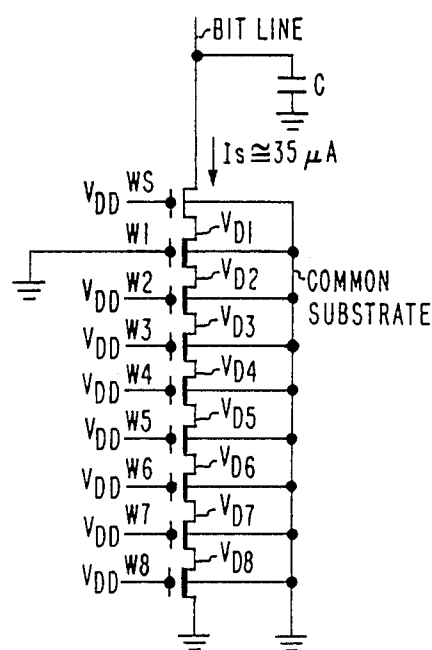 BIT LINE
C
Is≅35 μA
VDD WS
W1 VD1
VDD W2 VD2
COMMON
SUBSTRATE
VDD W3 VD3
VDD W4 VD4
VDD W5 VD5
VDD W6 VD6
VDD W7 VD7
VDD W8 VD8